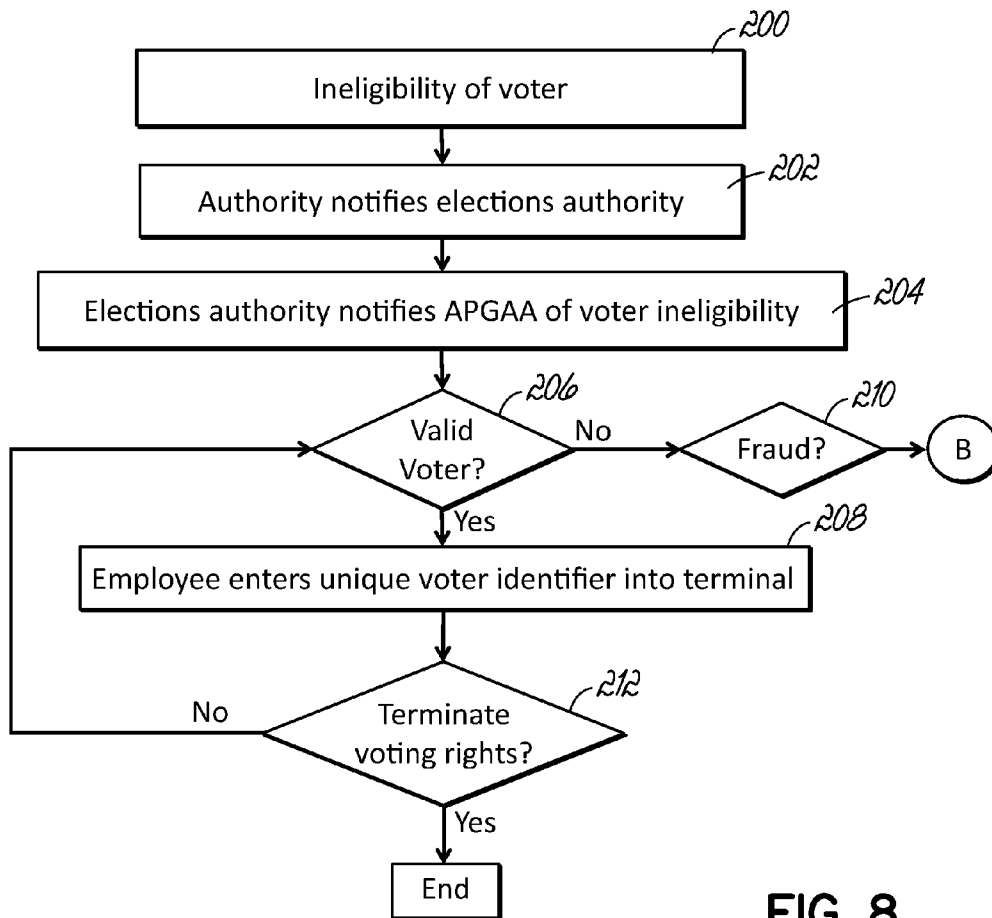 200
Ineligibility of voter
202
Authority notifies elections authority
204
Elections authority notifies APGAA of voter ineligibility
206
Valid
Voter?
No
210
Fraud?
B
Yes
208
Employee enters unique voter identifier into terminal
212
No
Terminate
voting rights?
Yes
End
FIG. 8